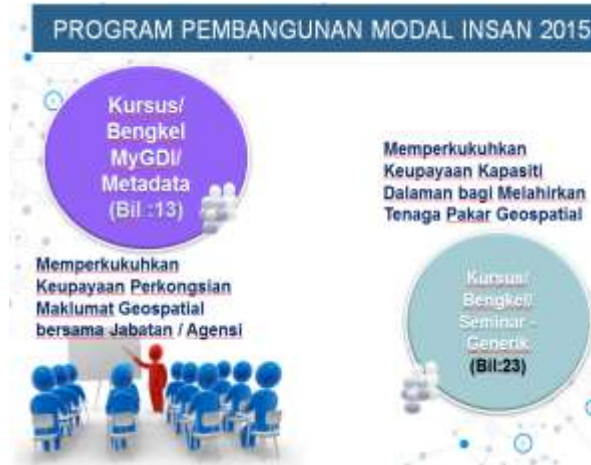 PROGRAM PEMBANGUNAN MODAL INSAN 2015
Kursus/
Bengkel
MyGDI/
Metadata
(Bil.:13)
Memperkukuhkan
Keupayaan Perkongsian
Maklumat Geospatial
bersama Jabatan / Agensi
Memperkukuhkan
Keupayaan Kapasiti
Dalaman bagi Melahirkan
Tenaga Pakar Geospatial
Kursus/
Bengkel/
Seminar -
Generik
(Bil:23)